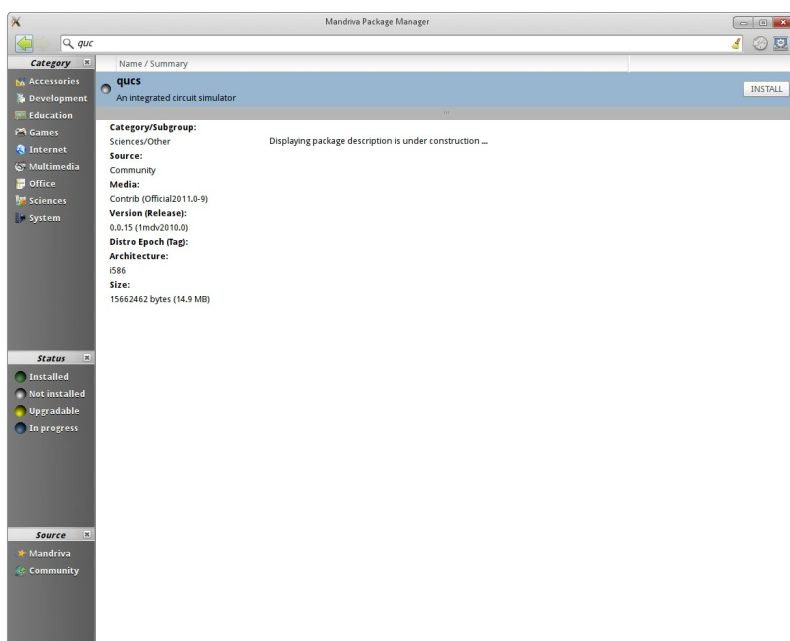 Mandriva Package Manager
quc
Category
Accessories
Development
Education
Games
Internet
Multimedia
Office
Sciences
System
Status
Installed
Not installed
Upgradable
In progress
Source
Mandriva
Community
Name / Summary
qucs
An integrated circuit simulator
INSTALL
Category/Subgroup:
Sciences/Other
Displaying package description is under construction ...
Source:
Community
Media:
Contrib (Official2011.0-9)
Version (Release):
0.0.15 (1mdv2010.0)
Distro Epoch (Tag):
Architecture:
i586
Size:
15662462 bytes (14.9 MB)